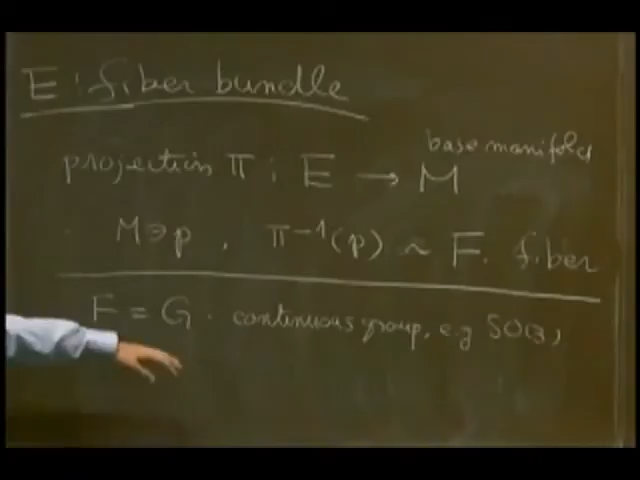 E : fiber bundle
base manifold
projection π : E → M
M∋p , π⁻¹(p) ~ F. fiber
F = G . continuous group, e.g SO(3)